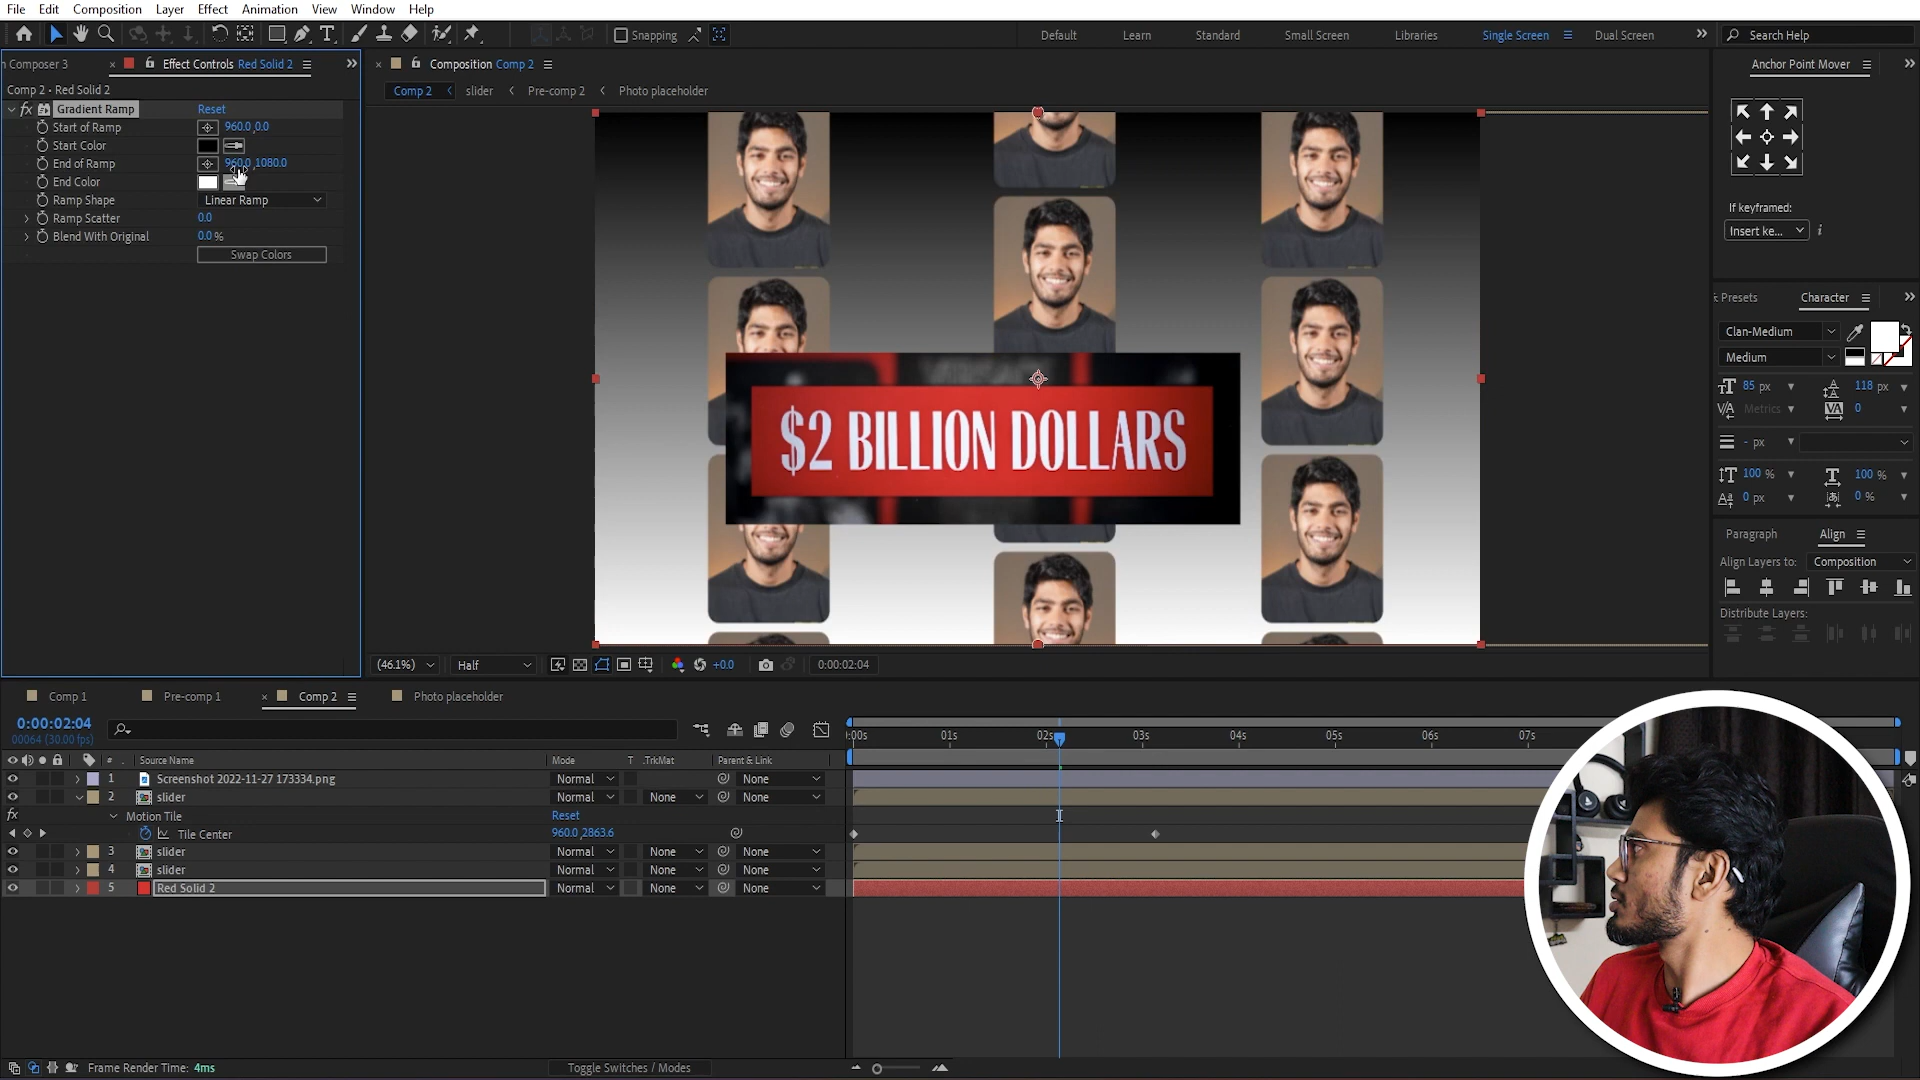 File Edit Composition Layer Effect Animation View Window Help
Snapping Default Learn Standard Small Screen Libraries Single Screen Dual Screen Search Help
n Composer 3 Effect Controls Red Solid 2
Comp 2 • Red Solid 2
fx Gradient Ramp Reset
Start of Ramp 960.0,0.0
Start Color
End of Ramp 960.0,1080.0
End Color
Ramp Shape Linear Ramp
Ramp Scatter 0.0
Blend With Original 0.0 %
Swap Colors
Composition Comp 2
Comp 2 slider Pre-comp 2 Photo placeholder
$2 BILLION DOLLARS
(46.1%) Half +0.0 0:00:02:04
Anchor Point Mover
If keyframed:
Insert ke... i
Presets Character
Clan-Medium
Medium
85 px 118 px
Metrics 0
- px
100 % 100 %
0 px 0 %
Paragraph Align
Align Layers to: Composition
Distribute Layers:
Comp 1 Pre-comp 1 Comp 2 Photo placeholder
0:00:02:04
00064 (30.00 fps)
:00s 01s 02s 03s 04s 05s 06s 07s
# Source Name Mode T .TrkMat Parent & Link
1 Screenshot 2022-11-27 173334.png Normal None
2 slider Normal None None
fx Motion Tile Reset
Tile Center 960.0,2863.6
3 slider Normal None None
4 slider Normal None None
5 Red Solid 2 Normal None None
Frame Render Time: 4ms Toggle Switches / Modes